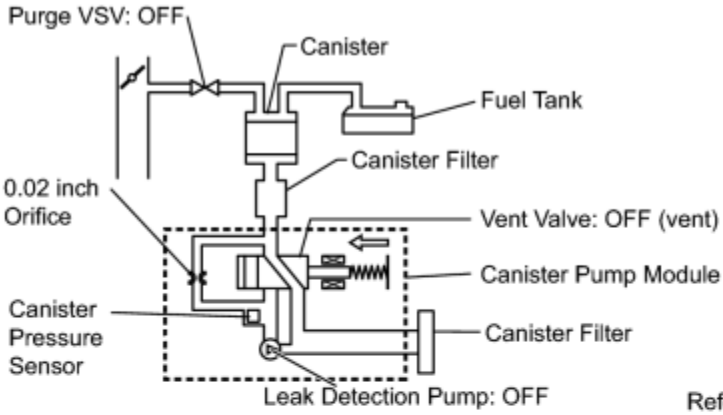 Purge VSV: OFF
Canister
Fuel Tank
Canister Filter
0.02 inch
Orifice
Vent Valve: OFF (vent)
Canister Pump Module
Canister
Pressure
Sensor
Canister Filter
Leak Detection Pump: OFF
Ref